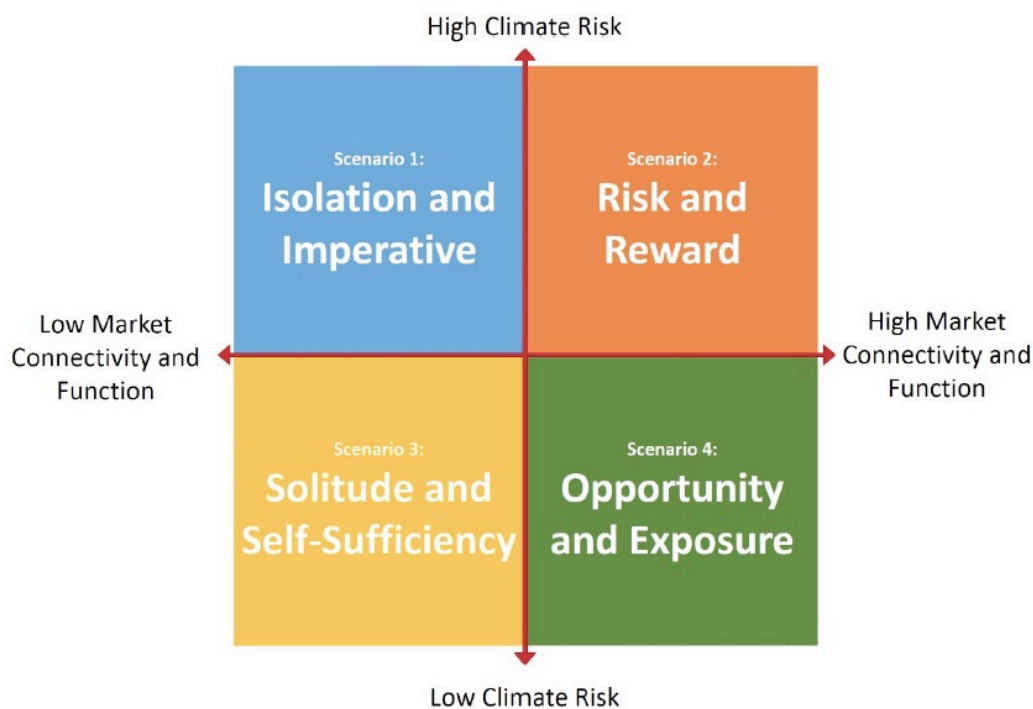 High Climate Risk
Scenario 1:
Isolation and
Imperative
Scenario 2:
Risk and
Reward
Low Market
Connectivity and
Function
High Market
Connectivity and
Function
Scenario 3:
Solitude and
Self-Sufficiency
Scenario 4:
Opportunity
and Exposure
Low Climate Risk